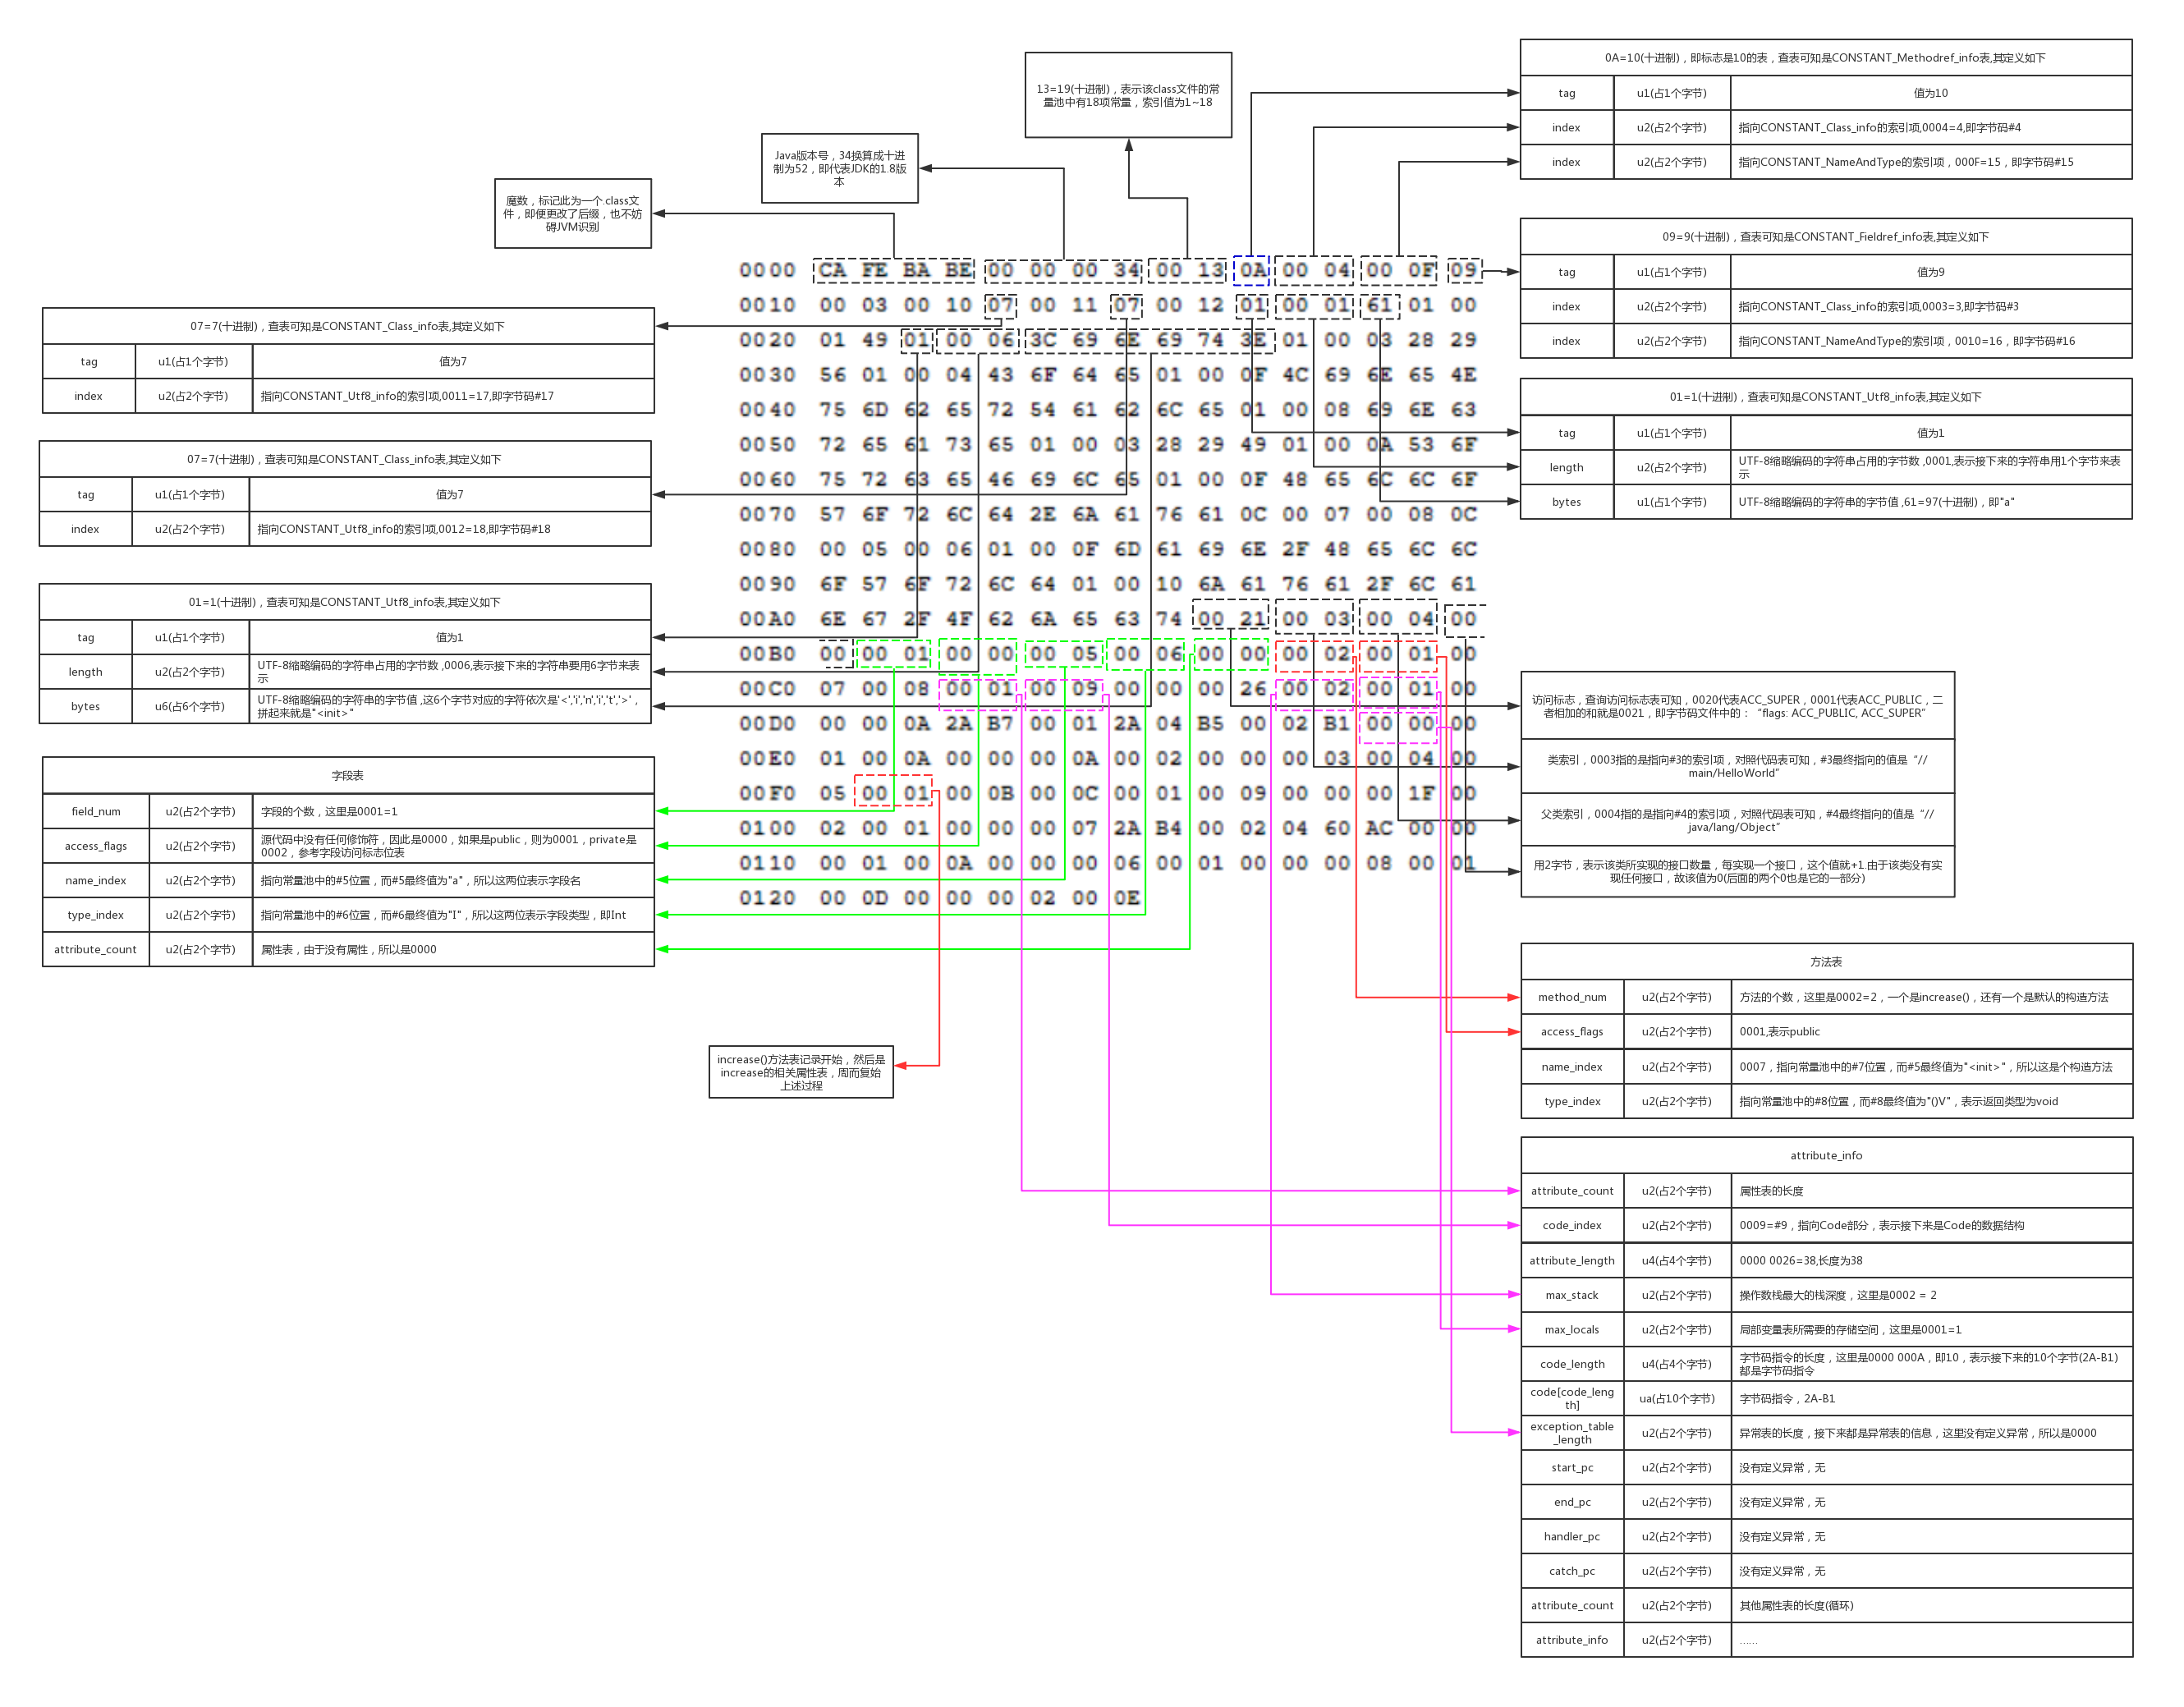 13=19(十进制)，表示该class文件的常
量池中有18项常量，索引值为1~18
Java版本号，34换算成十进
制为52，即代表JDK的1.8版
本
魔数，标记此为一个.class文
件，即便更改了后缀，也不妨
碍JVM识别
0A=10(十进制)，即标志是10的表，查表可知是CONSTANT_Methodref_info表,其定义如下
tag u1(占1个字节) 值为10
index u2(占2个字节) 指向CONSTANT_Class_info的索引项,0004=4,即字节码#4
index u2(占2个字节) 指向CONSTANT_NameAndType的索引项，000F=15，即字节码#15
09=9(十进制)，查表可知是CONSTANT_Fieldref_info表,其定义如下
tag u1(占1个字节) 值为9
index u2(占2个字节) 指向CONSTANT_Class_info的索引项,0003=3,即字节码#3
index u2(占2个字节) 指向CONSTANT_NameAndType的索引项，0010=16，即字节码#16
01=1(十进制)，查表可知是CONSTANT_Utf8_info表,其定义如下
tag u1(占1个字节) 值为1
length u2(占2个字节) UTF-8缩略编码的字符串占用的字节数 ,0001,表示接下来的字符串用1个字节来表
示
bytes u1(占1个字节) UTF-8缩略编码的字符串的字节值 ,61=97(十进制)，即"a"
0000 CA FE BA BE 00 00 00 34 00 13 0A 00 04 00 0F 09
0010 00 03 00 10 07 00 11 07 00 12 01 00 01 61 01 00
0020 01 49 01 00 06 3C 69 6E 69 74 3E 01 00 03 28 29
0030 56 01 00 04 43 6F 64 65 01 00 0F 4C 69 6E 65 4E
0040 75 6D 62 65 72 54 61 62 6C 65 01 00 08 69 6E 63
0050 72 65 61 73 65 01 00 03 28 29 49 01 00 0A 53 6F
0060 75 72 63 65 46 69 6C 65 01 00 0F 48 65 6C 6C 6F
0070 57 6F 72 6C 64 2E 6A 61 76 61 0C 00 07 00 08 0C
0080 00 05 00 06 01 00 0F 6D 61 69 6E 2F 48 65 6C 6C
0090 6F 57 6F 72 6C 64 01 00 10 6A 61 76 61 2F 6C 61
00A0 6E 67 2F 4F 62 6A 65 63 74 00 21 00 03 00 04 00
00B0 00 00 01 00 00 00 05 00 06 00 00 00 02 00 01 00
00C0 07 00 08 00 01 00 09 00 00 00 26 00 02 00 01 00
00D0 00 00 0A 2A B7 00 01 2A 04 B5 00 02 B1 00 00 00
00E0 01 00 0A 00 00 00 0A 00 02 00 00 00 03 00 04 00
00F0 05 00 01 00 0B 00 0C 00 01 00 09 00 00 00 1F 00
0100 02 00 01 00 00 00 07 2A B4 00 02 04 60 AC 00 00
0110 00 01 00 0A 00 00 00 06 00 01 00 00 00 08 00 01
0120 00 0D 00 00 00 02 00 0E
07=7(十进制)，查表可知是CONSTANT_Class_info表,其定义如下
tag u1(占1个字节) 值为7
index u2(占2个字节) 指向CONSTANT_Utf8_info的索引项,0011=17,即字节码#17
07=7(十进制)，查表可知是CONSTANT_Class_info表,其定义如下
tag u1(占1个字节) 值为7
index u2(占2个字节) 指向CONSTANT_Utf8_info的索引项,0012=18,即字节码#18
01=1(十进制)，查表可知是CONSTANT_Utf8_info表,其定义如下
tag u1(占1个字节) 值为1
length u2(占2个字节) UTF-8缩略编码的字符串占用的字节数 ,0006,表示接下来的字符串要用6字节来表
示
bytes u6(占6个字节) UTF-8缩略编码的字符串的字节值 ,这6个字节对应的字符依次是'<','i','n','i','t','>'，
拼起来就是"<init>"
字段表
field_num u2(占2个字节) 字段的个数，这里是0001=1
access_flags u2(占2个字节) 源代码中没有任何修饰符，因此是0000，如果是public，则为0001，private是
0002，参考字段访问标志位表
name_index u2(占2个字节) 指向常量池中的#5位置，而#5最终值为"a"，所以这两位表示字段名
type_index u2(占2个字节) 指向常量池中的#6位置，而#6最终值为"I"，所以这两位表示字段类型，即Int
attribute_count u2(占2个字节) 属性表，由于没有属性，所以是0000
访问标志，查询访问标志表可知，0020代表ACC_SUPER，0001代表ACC_PUBLIC，二
者相加的和就是0021，即字节码文件中的：“flags: ACC_PUBLIC, ACC_SUPER”
类索引，0003指的是指向#3的索引项，对照代码表可知，#3最终指向的值是“//
main/HelloWorld”
父类索引，0004指的是指向#4的索引项，对照代码表可知，#4最终指向的值是“//
java/lang/Object”
用2字节，表示该类所实现的接口数量，每实现一个接口，这个值就+1.由于该类没有实
现任何接口，故该值为0(后面的两个0也是它的一部分)
increase()方法表记录开始，然后是
increase的相关属性表，周而复始
上述过程
方法表
method_num u2(占2个字节) 方法的个数，这里是0002=2，一个是increase()，还有一个是默认的构造方法
access_flags u2(占2个字节) 0001,表示public
name_index u2(占2个字节) 0007，指向常量池中的#7位置，而#5最终值为"<init>"，所以这是个构造方法
type_index u2(占2个字节) 指向常量池中的#8位置，而#8最终值为"()V"，表示返回类型为void
attribute_info
attribute_count u2(占2个字节) 属性表的长度
code_index u2(占2个字节) 0009=#9，指向Code部分，表示接下来是Code的数据结构
attribute_length u4(占4个字节) 0000 0026=38,长度为38
max_stack u2(占2个字节) 操作数栈最大的栈深度，这里是0002 = 2
max_locals u2(占2个字节) 局部变量表所需要的存储空间，这里是0001=1
code_length u4(占4个字节) 字节码指令的长度，这里是0000 000A，即10，表示接下来的10个字节(2A-B1)
都是字节码指令
code[code_leng
th] ua(占10个字节) 字节码指令，2A-B1
exception_table
_length u2(占2个字节) 异常表的长度，接下来都是异常表的信息，这里没有定义异常，所以是0000
start_pc u2(占2个字节) 没有定义异常，无
end_pc u2(占2个字节) 没有定义异常，无
handler_pc u2(占2个字节) 没有定义异常，无
catch_pc u2(占2个字节) 没有定义异常，无
attribute_count u2(占2个字节) 其他属性表的长度(循环)
attribute_info u2(占2个字节) ……